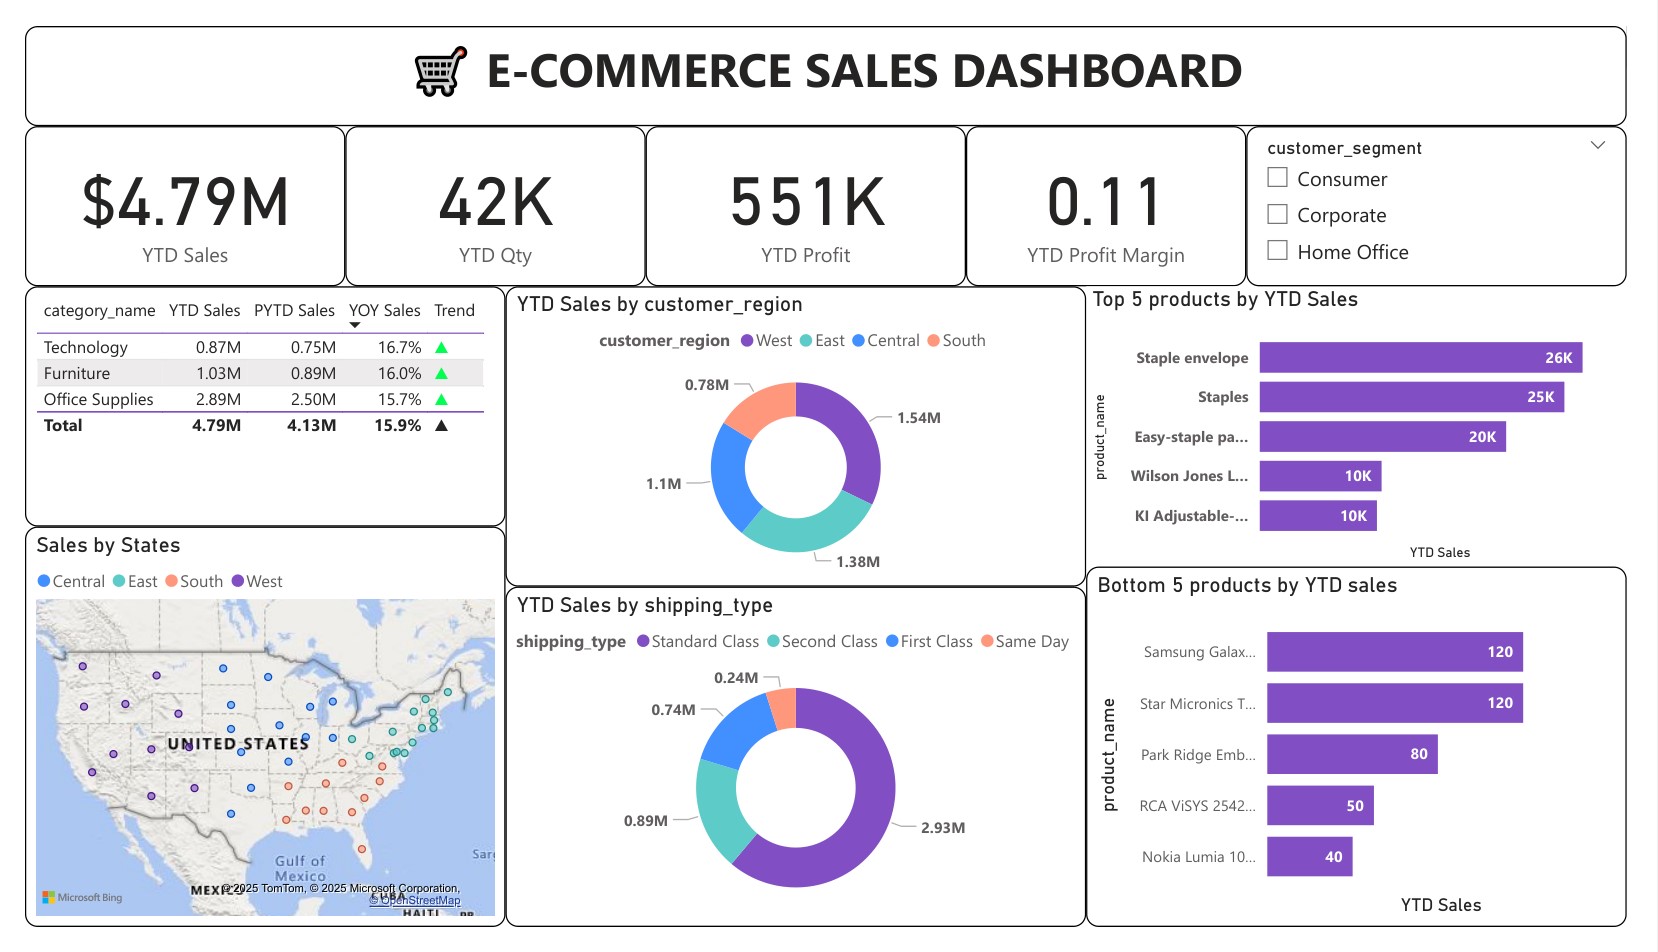 E-COMMERCE SALES DASHBOARD
$4.79M
YTD Sales
42K
YTD Qty
551K
YTD Profit
0.11
YTD Profit Margin
customer_segment
Consumer
Corporate
Home Office
category_name YTD Sales PYTD Sales YOY Sales Trend
Technology 0.87M 0.75M 16.7%
Furniture 1.03M 0.89M 16.0%
Office Supplies 2.89M 2.50M 15.7%
Total 4.79M 4.13M 15.9%
YTD Sales by customer_region
customer_region West East Central South
0.78M
1.54M
1.1M
1.38M
Top 5 products by YTD Sales
product_name
Staple envelope 26K
Staples 25K
Easy-staple pa... 20K
Wilson Jones L... 10K
KI Adjustable-... 10K
YTD Sales
Sales by States
Central East South West
UNITED STATES
Gulf of
Mexico
Sarg
MEXICO
CUBA
HAITI PR
Microsoft Bing
© 2025 TomTom, © 2025 Microsoft Corporation,
© OpenStreetMap
YTD Sales by shipping_type
shipping_type Standard Class Second Class First Class Same Day
0.24M
0.74M
0.89M
2.93M
Bottom 5 products by YTD sales
product_name
Samsung Galax... 120
Star Micronics T... 120
Park Ridge Emb... 80
RCA ViSYS 2542... 50
Nokia Lumia 10... 40
YTD Sales